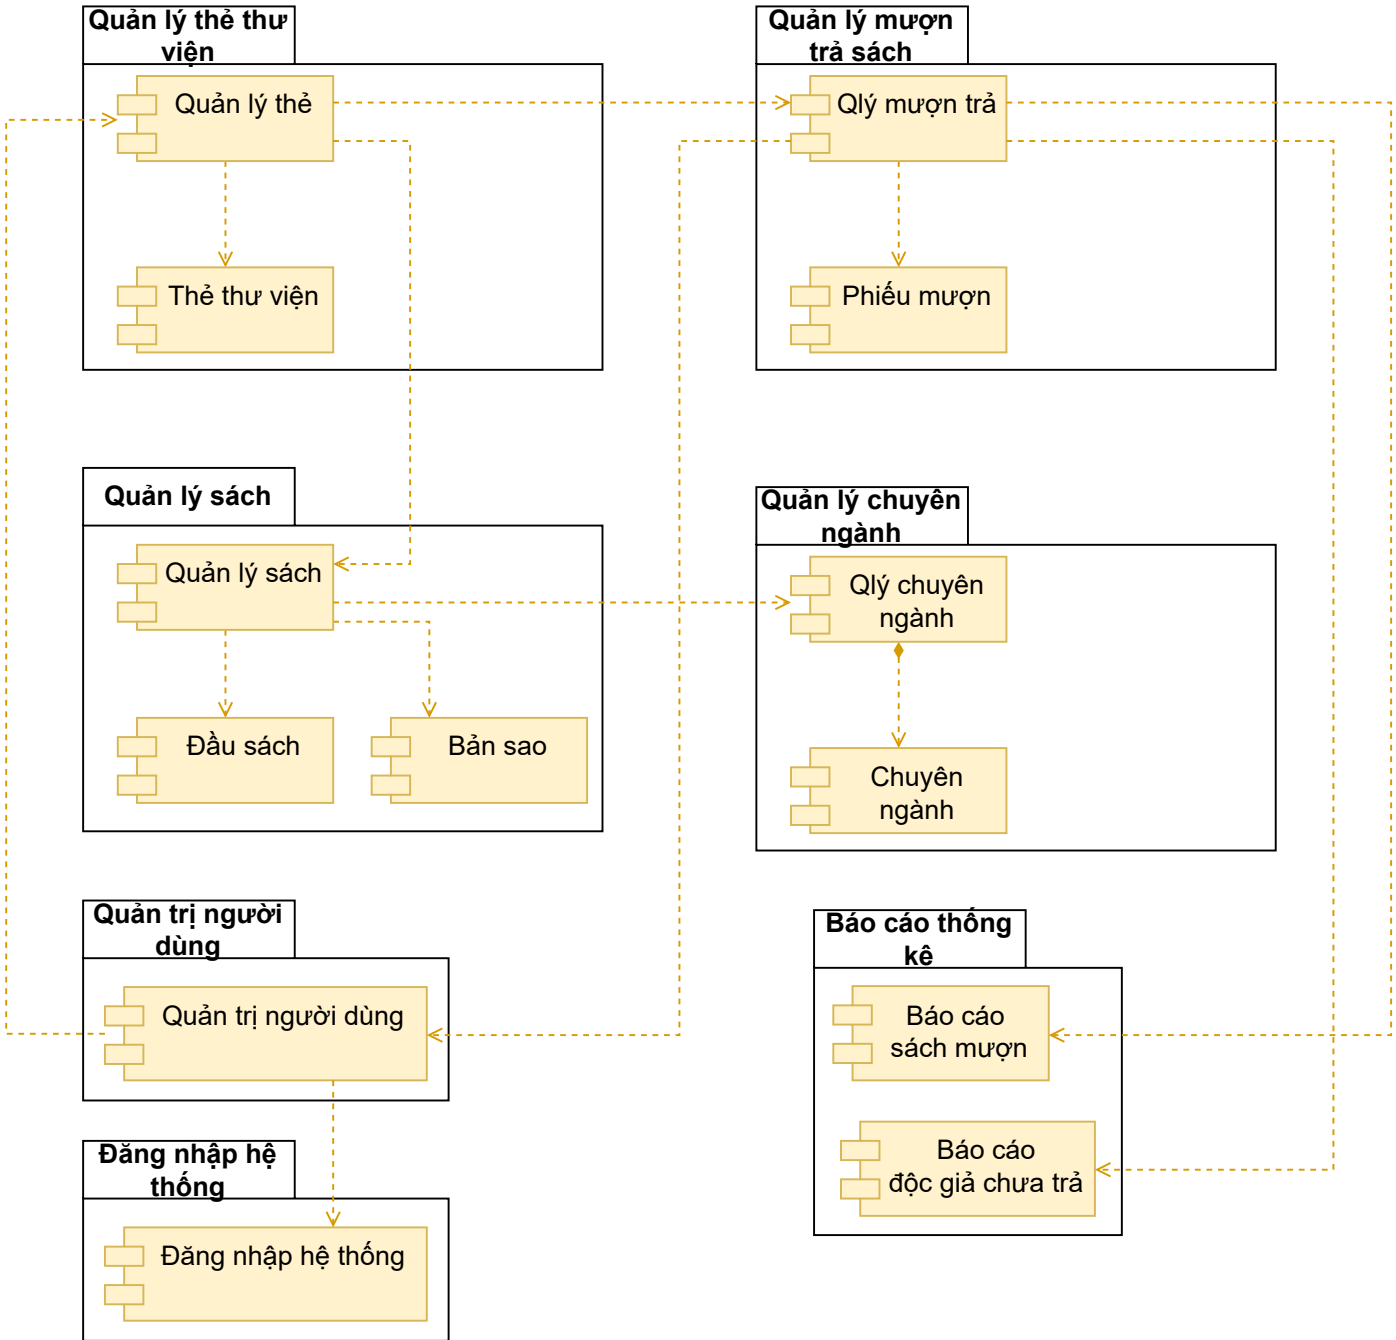 Quản lý thẻ thư
viện
Quản lý thẻ
Thẻ thư viện
Quản lý mượn
trả sách
Qlý mượn trả
Phiếu mượn
Quản lý sách
Quản lý sách
Đầu sách
Bản sao
Quản lý chuyên
ngành
Qlý chuyên
ngành
Chuyên
ngành
Quản trị người
dùng
Quản trị người dùng
Báo cáo thống
kê
Báo cáo
sách mượn
Báo cáo
độc giả chưa trả
Đăng nhập hệ
thống
Đăng nhập hệ thống